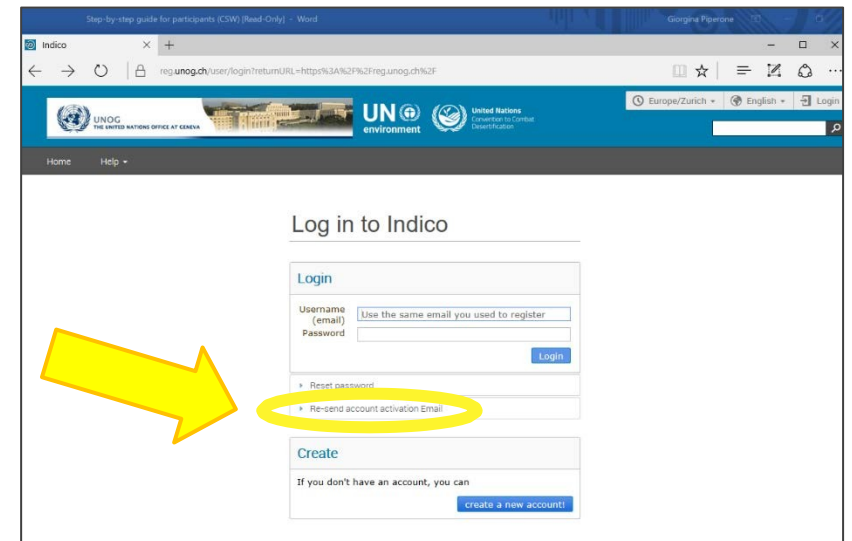 Step-by-step guide for participants (CSW) [Read-Only] - Word
Giorgina Piperone
Indico
reg.unog.ch/user/login?returnURL=https%3A%2F%2Freg.unog.ch%2F
Europe/Zurich
English
Login
UNOG
THE UNITED NATIONS OFFICE AT GENEVA
UN
environment
United Nations
Convention to Combat
Desertification
Home
Help
Log in to Indico
Login
Username
(email)
Use the same email you used to register
Password
Login
Reset password
Re-send account activation Email
Create
If you don't have an account, you can
create a new account!